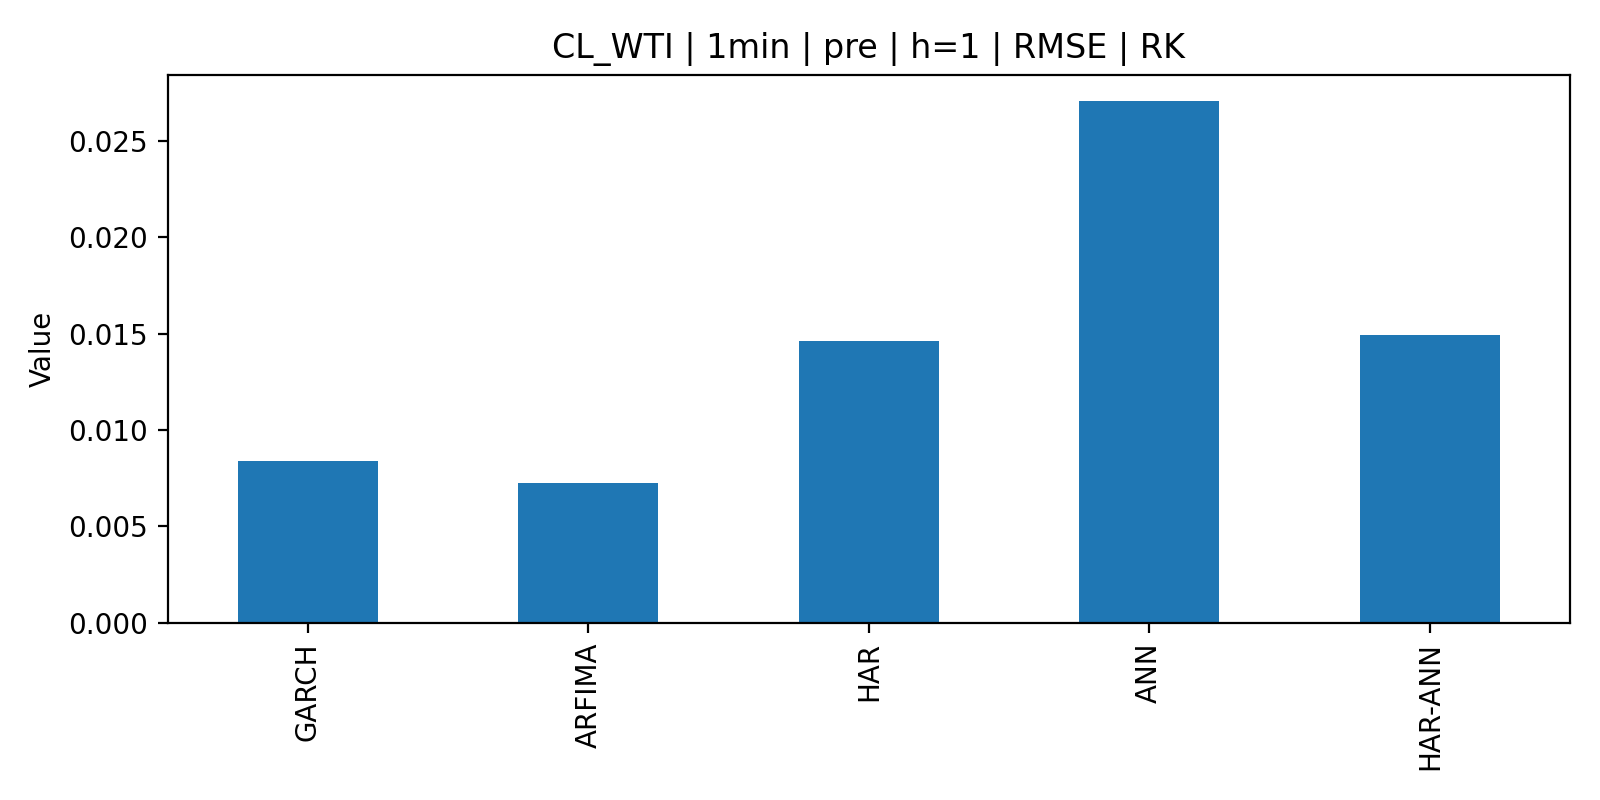 CL_WTI | 1min | pre | h=1 | RMSE | RK
Value
0.025
0.020
0.015
0.010
0.005
0.000
GARCH
ARFIMA
HAR
ANN
HAR-ANN